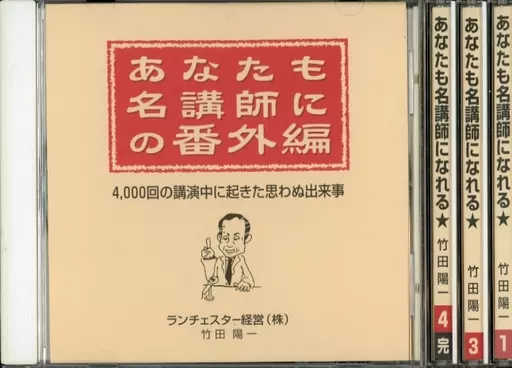 あなたも
名講師に
の番外編
4,000回の講演中に起きた思わぬ出来事
ランチェスター経営(株)
竹田 陽一
あなたも名講師になれる★ 竹田陽一 4 完
あなたも名講師になれる★ 竹田陽一 3
あなたも名講師になれる★ 竹田陽一 1